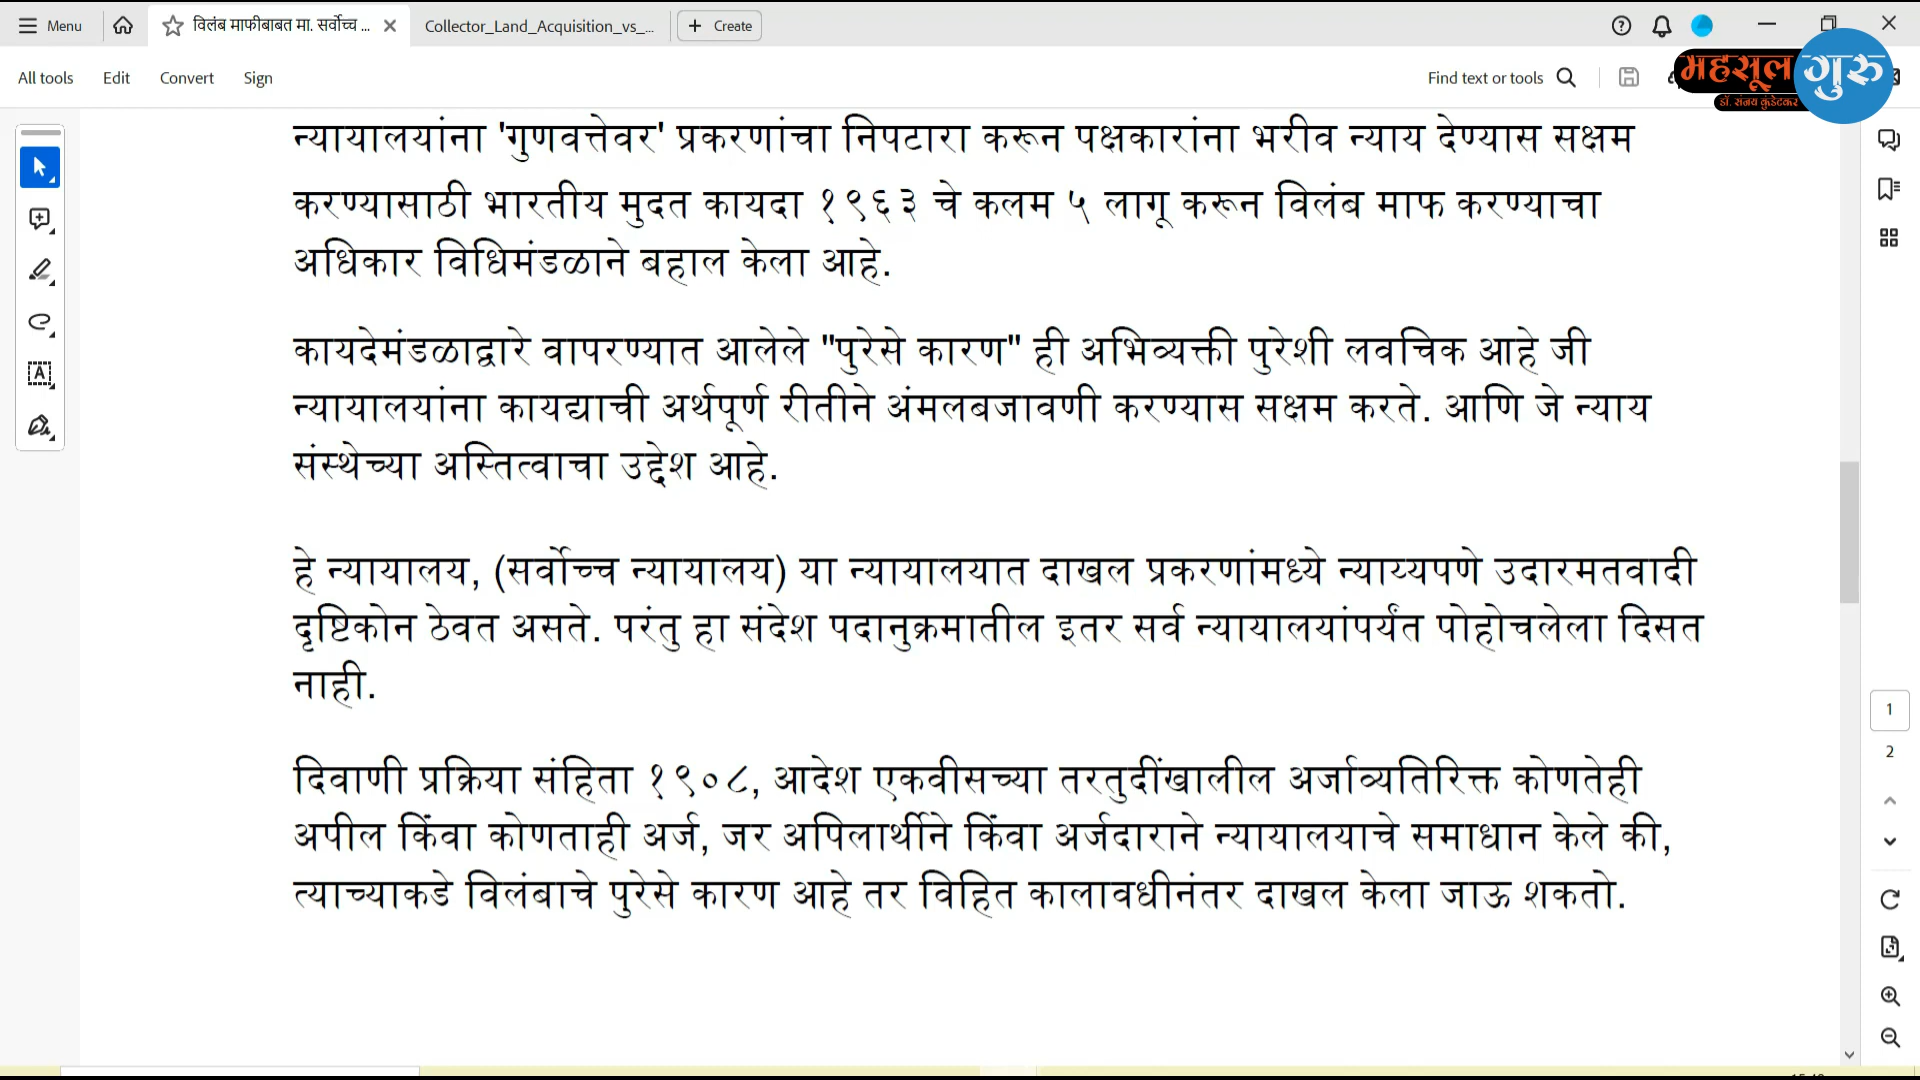 Menu
विलंब माफीबाबत मा. सर्वोच्च ...
Collector_Land_Acquisition_vs_...
Create
All tools
Edit
Convert
Sign
Find text or tools
महसूल गुरु
डॉ. संजय कुंडेटकर
न्यायालयांना 'गुणवत्तेवर' प्रकरणांचा निपटारा करून पक्षकारांना भरीव न्याय देण्यास सक्षम
करण्यासाठी भारतीय मुदत कायदा १९६३ चे कलम ५ लागू करून विलंब माफ करण्याचा
अधिकार विधिमंडळाने बहाल केला आहे.
कायदेमंडळाद्वारे वापरण्यात आलेले "पुरेसे कारण" ही अभिव्यक्ती पुरेशी लवचिक आहे जी
न्यायालयांना कायद्याची अर्थपूर्ण रीतीने अंमलबजावणी करण्यास सक्षम करते. आणि जे न्याय
संस्थेच्या अस्तित्वाचा उद्देश आहे.
हे न्यायालय, (सर्वोच्च न्यायालय) या न्यायालयात दाखल प्रकरणांमध्ये न्याय्यपणे उदारमतवादी
दृष्टिकोन ठेवत असते. परंतु हा संदेश पदानुक्रमातील इतर सर्व न्यायालयांपर्यंत पोहोचलेला दिसत
नाही.
दिवाणी प्रक्रिया संहिता १९०८, आदेश एकवीसच्या तरतुदींखालील अर्जाव्यतिरिक्त कोणतेही
अपील किंवा कोणताही अर्ज, जर अपिलार्थीने किंवा अर्जदाराने न्यायालयाचे समाधान केले की,
त्याच्याकडे विलंबाचे पुरेसे कारण आहे तर विहित कालावधीनंतर दाखल केला जाऊ शकतो.
1
2